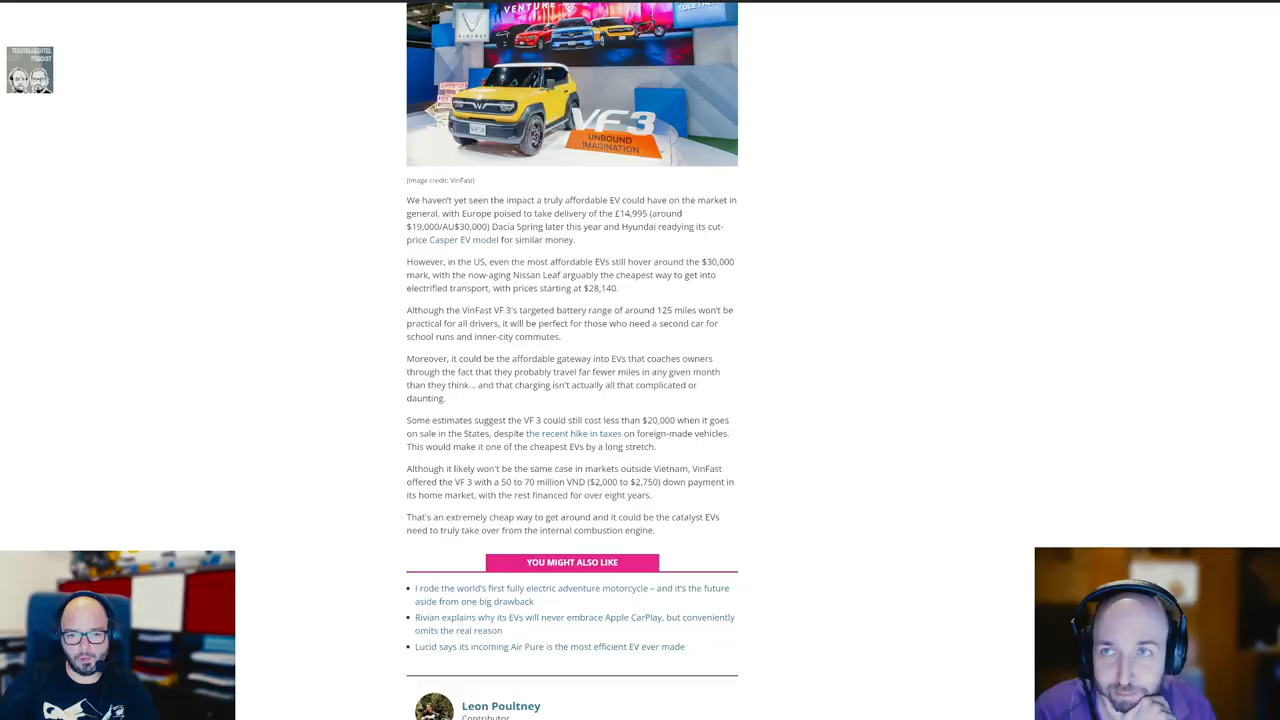 VENTURE
TOGETHER
VINFAST
TECHTELMECHTEL
PODCAST
VF 3
VF3
UNBOUND
IMAGINATION
(Image credit: VinFast)
We haven't yet seen the impact a truly affordable EV could have on the market in
general, with Europe poised to take delivery of the £14,995 (around
$19,000/AU$30,000) Dacia Spring later this year and Hyundai readying its cut-
price Casper EV model for similar money.
However, in the US, even the most affordable EVs still hover around the $30,000
mark, with the now-aging Nissan Leaf arguably the cheapest way to get into
electrified transport, with prices starting at $28,140.
Although the VinFast VF 3's targeted battery range of around 125 miles won't be
practical for all drivers, it will be perfect for those who need a second car for
school runs and inner-city commutes.
Moreover, it could be the affordable gateway into EVs that coaches owners
through the fact that they probably travel far fewer miles in any given month
than they think... and that charging isn't actually all that complicated or
daunting.
Some estimates suggest the VF 3 could still cost less than $20,000 when it goes
on sale in the States, despite the recent hike in taxes on foreign-made vehicles.
This would make it one of the cheapest EVs by a long stretch.
Although it likely won't be the same case in markets outside Vietnam, VinFast
offered the VF 3 with a 50 to 70 million VND ($2,000 to $2,750) down payment in
its home market, with the rest financed for over eight years.
That's an extremely cheap way to get around and it could be the catalyst EVs
need to truly take over from the internal combustion engine.
YOU MIGHT ALSO LIKE
• I rode the world's first fully electric adventure motorcycle – and it's the future
aside from one big drawback
• Rivian explains why its EVs will never embrace Apple CarPlay, but conveniently
omits the real reason
• Lucid says its incoming Air Pure is the most efficient EV ever made
Leon Poultney
Contributor